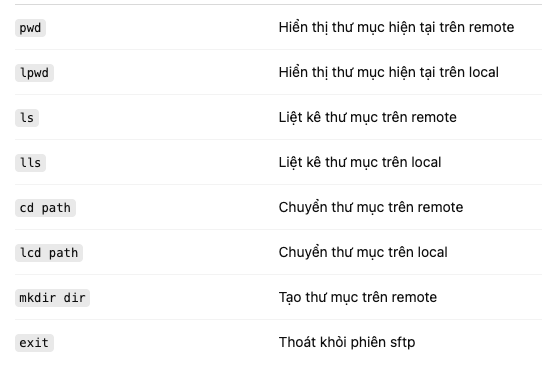 pwd Hiển thị thư mục hiện tại trên remote
lpwd Hiển thị thư mục hiện tại trên local
ls Liệt kê thư mục trên remote
lls Liệt kê thư mục trên local
cd path Chuyển thư mục trên remote
lcd path Chuyển thư mục trên local
mkdir dir Tạo thư mục trên remote
exit Thoát khỏi phiên sftp